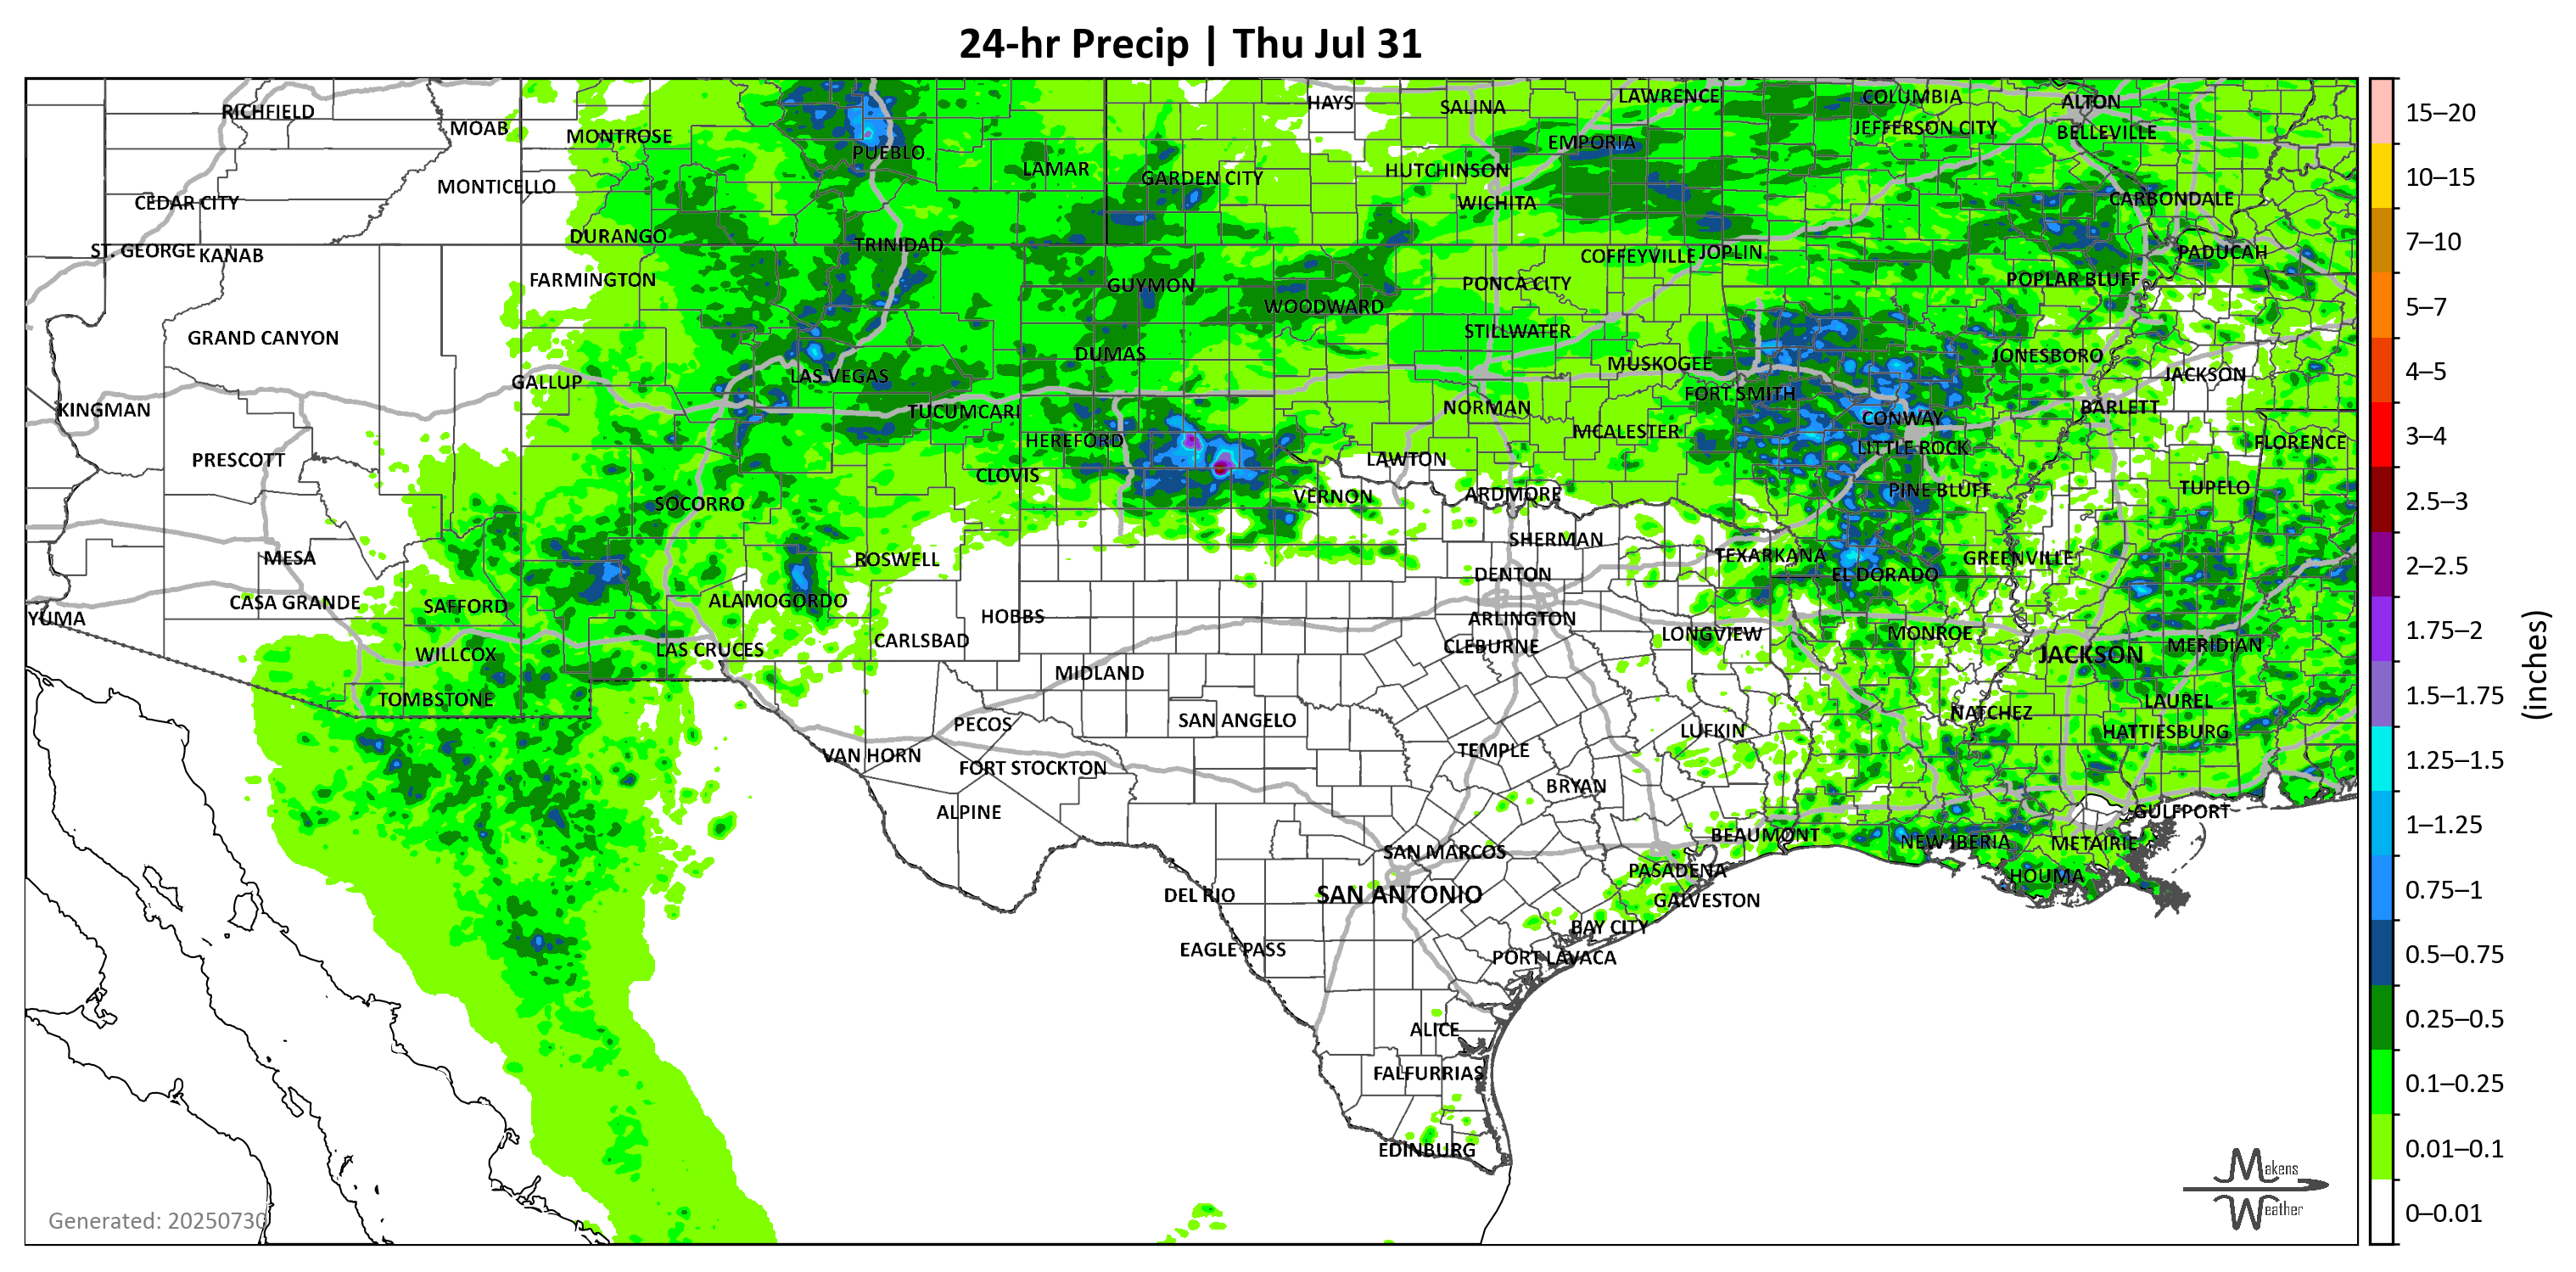 24-hr Precip | Thu Jul 31
HAYS
LAWRENCE
COLUMBIA
ALTON
RICHFIELD
SALINA
MOAB
MONTROSE
JEFFERSON CITY
BELLEVILLE
PUEBLO
EMPORIA
LAMAR
HUTCHINSON
GARDEN CITY
MONTICELLO
CEDAR CITY
WICHITA
CARBONDALE
DURANGO
TRINIDAD
ST. GEORGE
KANAB
COFFEYVILLE
JOPLIN
PADUCAH
FARMINGTON
GUYMON
PONCA CITY
POPLAR BLUFF
WOODWARD
GRAND CANYON
STILLWATER
DUMAS
JONESBORO
MUSKOGEE
GALLUP
LAS VEGAS
JACKSON
FORT SMITH
KINGMAN
TUCUMCARI
NORMAN
BARLETT
CONWAY
HEREFORD
MCALESTER
FLORENCE
PRESCOTT
LAWTON
LITTLE ROCK
CLOVIS
VERNON
ARDMORE
PINE BLUFF
TUPELO
SOCORRO
SHERMAN
MESA
ROSWELL
TEXARKANA
GREENVILLE
DENTON
EL DORADO
CASA GRANDE
SAFFORD
ALAMOGORDO
YUMA
HOBBS
ARLINGTON
CARLSBAD
CLEBURNE
LONGVIEW
MONROE
MERIDIAN
WILLCOX
LAS CRUCES
JACKSON
MIDLAND
TOMBSTONE
LAUREL
PECOS
SAN ANGELO
NATCHEZ
LUFKIN
HATTIESBURG
VAN HORN
TEMPLE
FORT STOCKTON
BRYAN
ALPINE
GULFPORT
BEAUMONT
NEW IBERIA
METAIRIE
SAN MARCOS
PASADENA
HOUMA
DEL RIO
SAN ANTONIO
GALVESTON
BAY CITY
EAGLE PASS
PORT LAVACA
ALICE
FALFURRIAS
EDINBURG
Generated: 20250730
Makens
Weather
15–20
10–15
7–10
5–7
4–5
3–4
2.5–3
2–2.5
1.75–2
1.5–1.75
1.25–1.5
1–1.25
0.75–1
0.5–0.75
0.25–0.5
0.1–0.25
0.01–0.1
0–0.01
(inches)